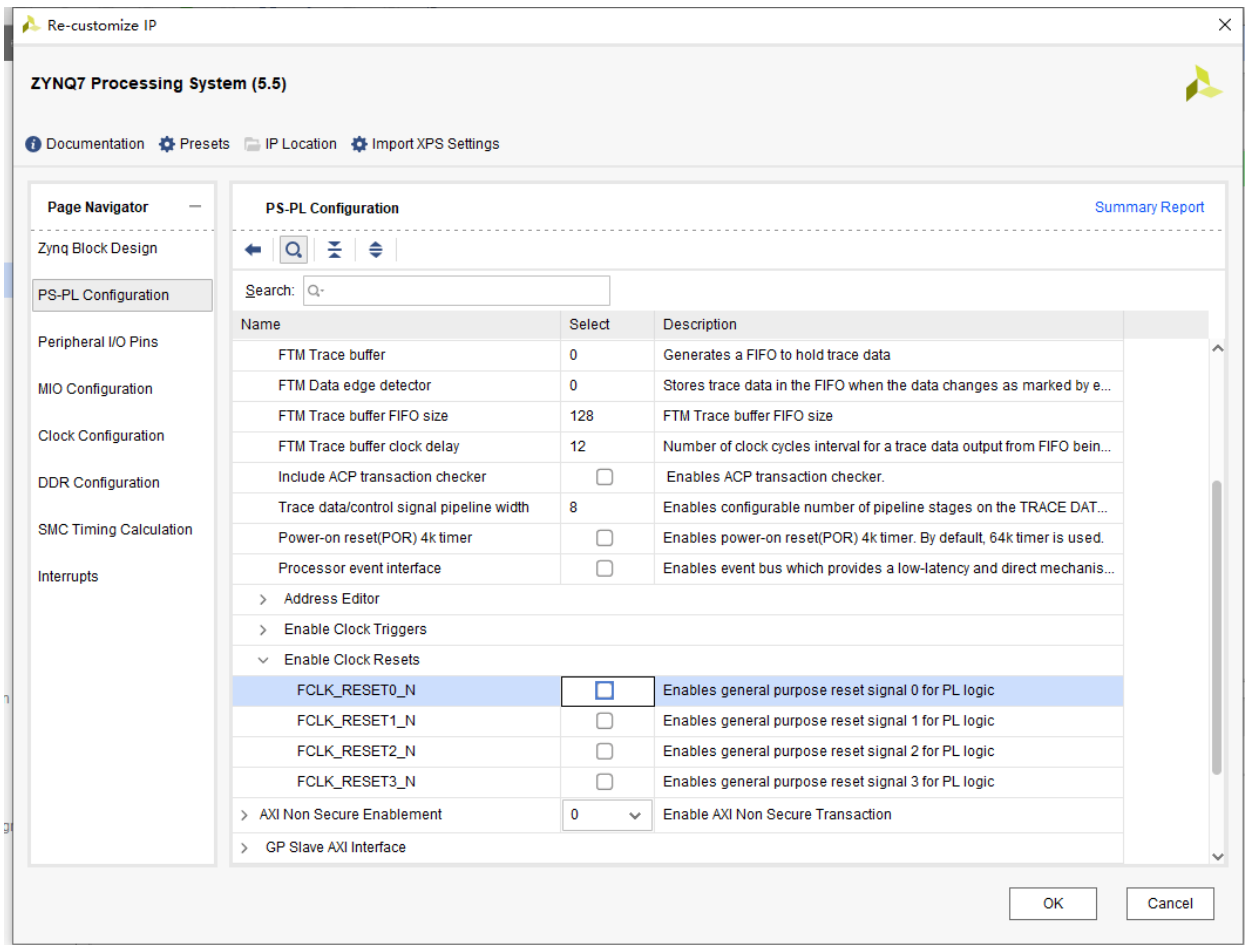 Re-customize IP
ZYNQ7 Processing System (5.5)
Documentation Presets IP Location Import XPS Settings
Page Navigator
Zynq Block Design
PS-PL Configuration
Peripheral I/O Pins
MIO Configuration
Clock Configuration
DDR Configuration
SMC Timing Calculation
Interrupts
PS-PL Configuration Summary Report
Search:
Name Select Description
FTM Trace buffer 0 Generates a FIFO to hold trace data
FTM Data edge detector 0 Stores trace data in the FIFO when the data changes as marked by e...
FTM Trace buffer FIFO size 128 FTM Trace buffer FIFO size
FTM Trace buffer clock delay 12 Number of clock cycles interval for a trace data output from FIFO bein...
Include ACP transaction checker Enables ACP transaction checker.
Trace data/control signal pipeline width 8 Enables configurable number of pipeline stages on the TRACE DAT...
Power-on reset(POR) 4k timer Enables power-on reset(POR) 4k timer. By default, 64k timer is used.
Processor event interface Enables event bus which provides a low-latency and direct mechanis...
Address Editor
Enable Clock Triggers
Enable Clock Resets
FCLK_RESET0_N Enables general purpose reset signal 0 for PL logic
FCLK_RESET1_N Enables general purpose reset signal 1 for PL logic
FCLK_RESET2_N Enables general purpose reset signal 2 for PL logic
FCLK_RESET3_N Enables general purpose reset signal 3 for PL logic
AXI Non Secure Enablement 0 Enable AXI Non Secure Transaction
GP Slave AXI Interface
OK Cancel